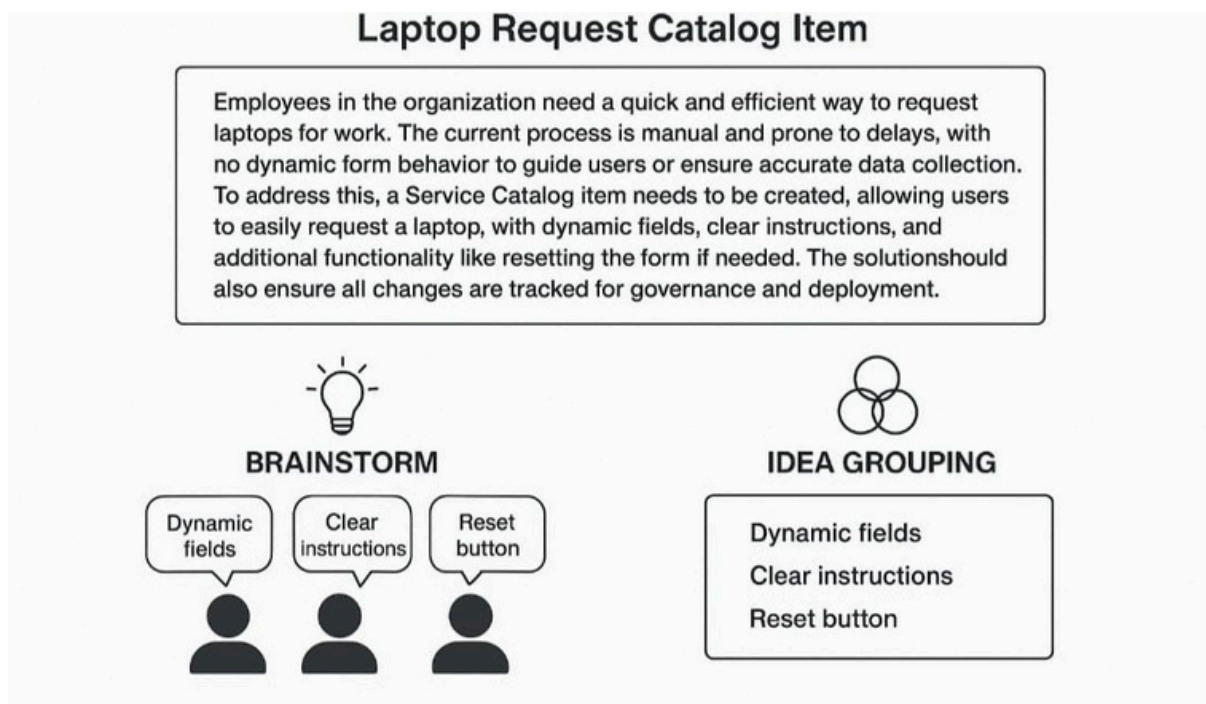 Laptop Request Catalog Item
Employees in the organization need a quick and efficient way to request
laptops for work. The current process is manual and prone to delays, with
no dynamic form behavior to guide users or ensure accurate data collection.
To address this, a Service Catalog item needs to be created, allowing users
to easily request a laptop, with dynamic fields, clear instructions, and
additional functionality like resetting the form if needed. The solutionshould
also ensure all changes are tracked for governance and deployment.
BRAINSTORM
Dynamic
fields
Clear
instructions
Reset
button
IDEA GROUPING
Dynamic fields
Clear instructions
Reset button